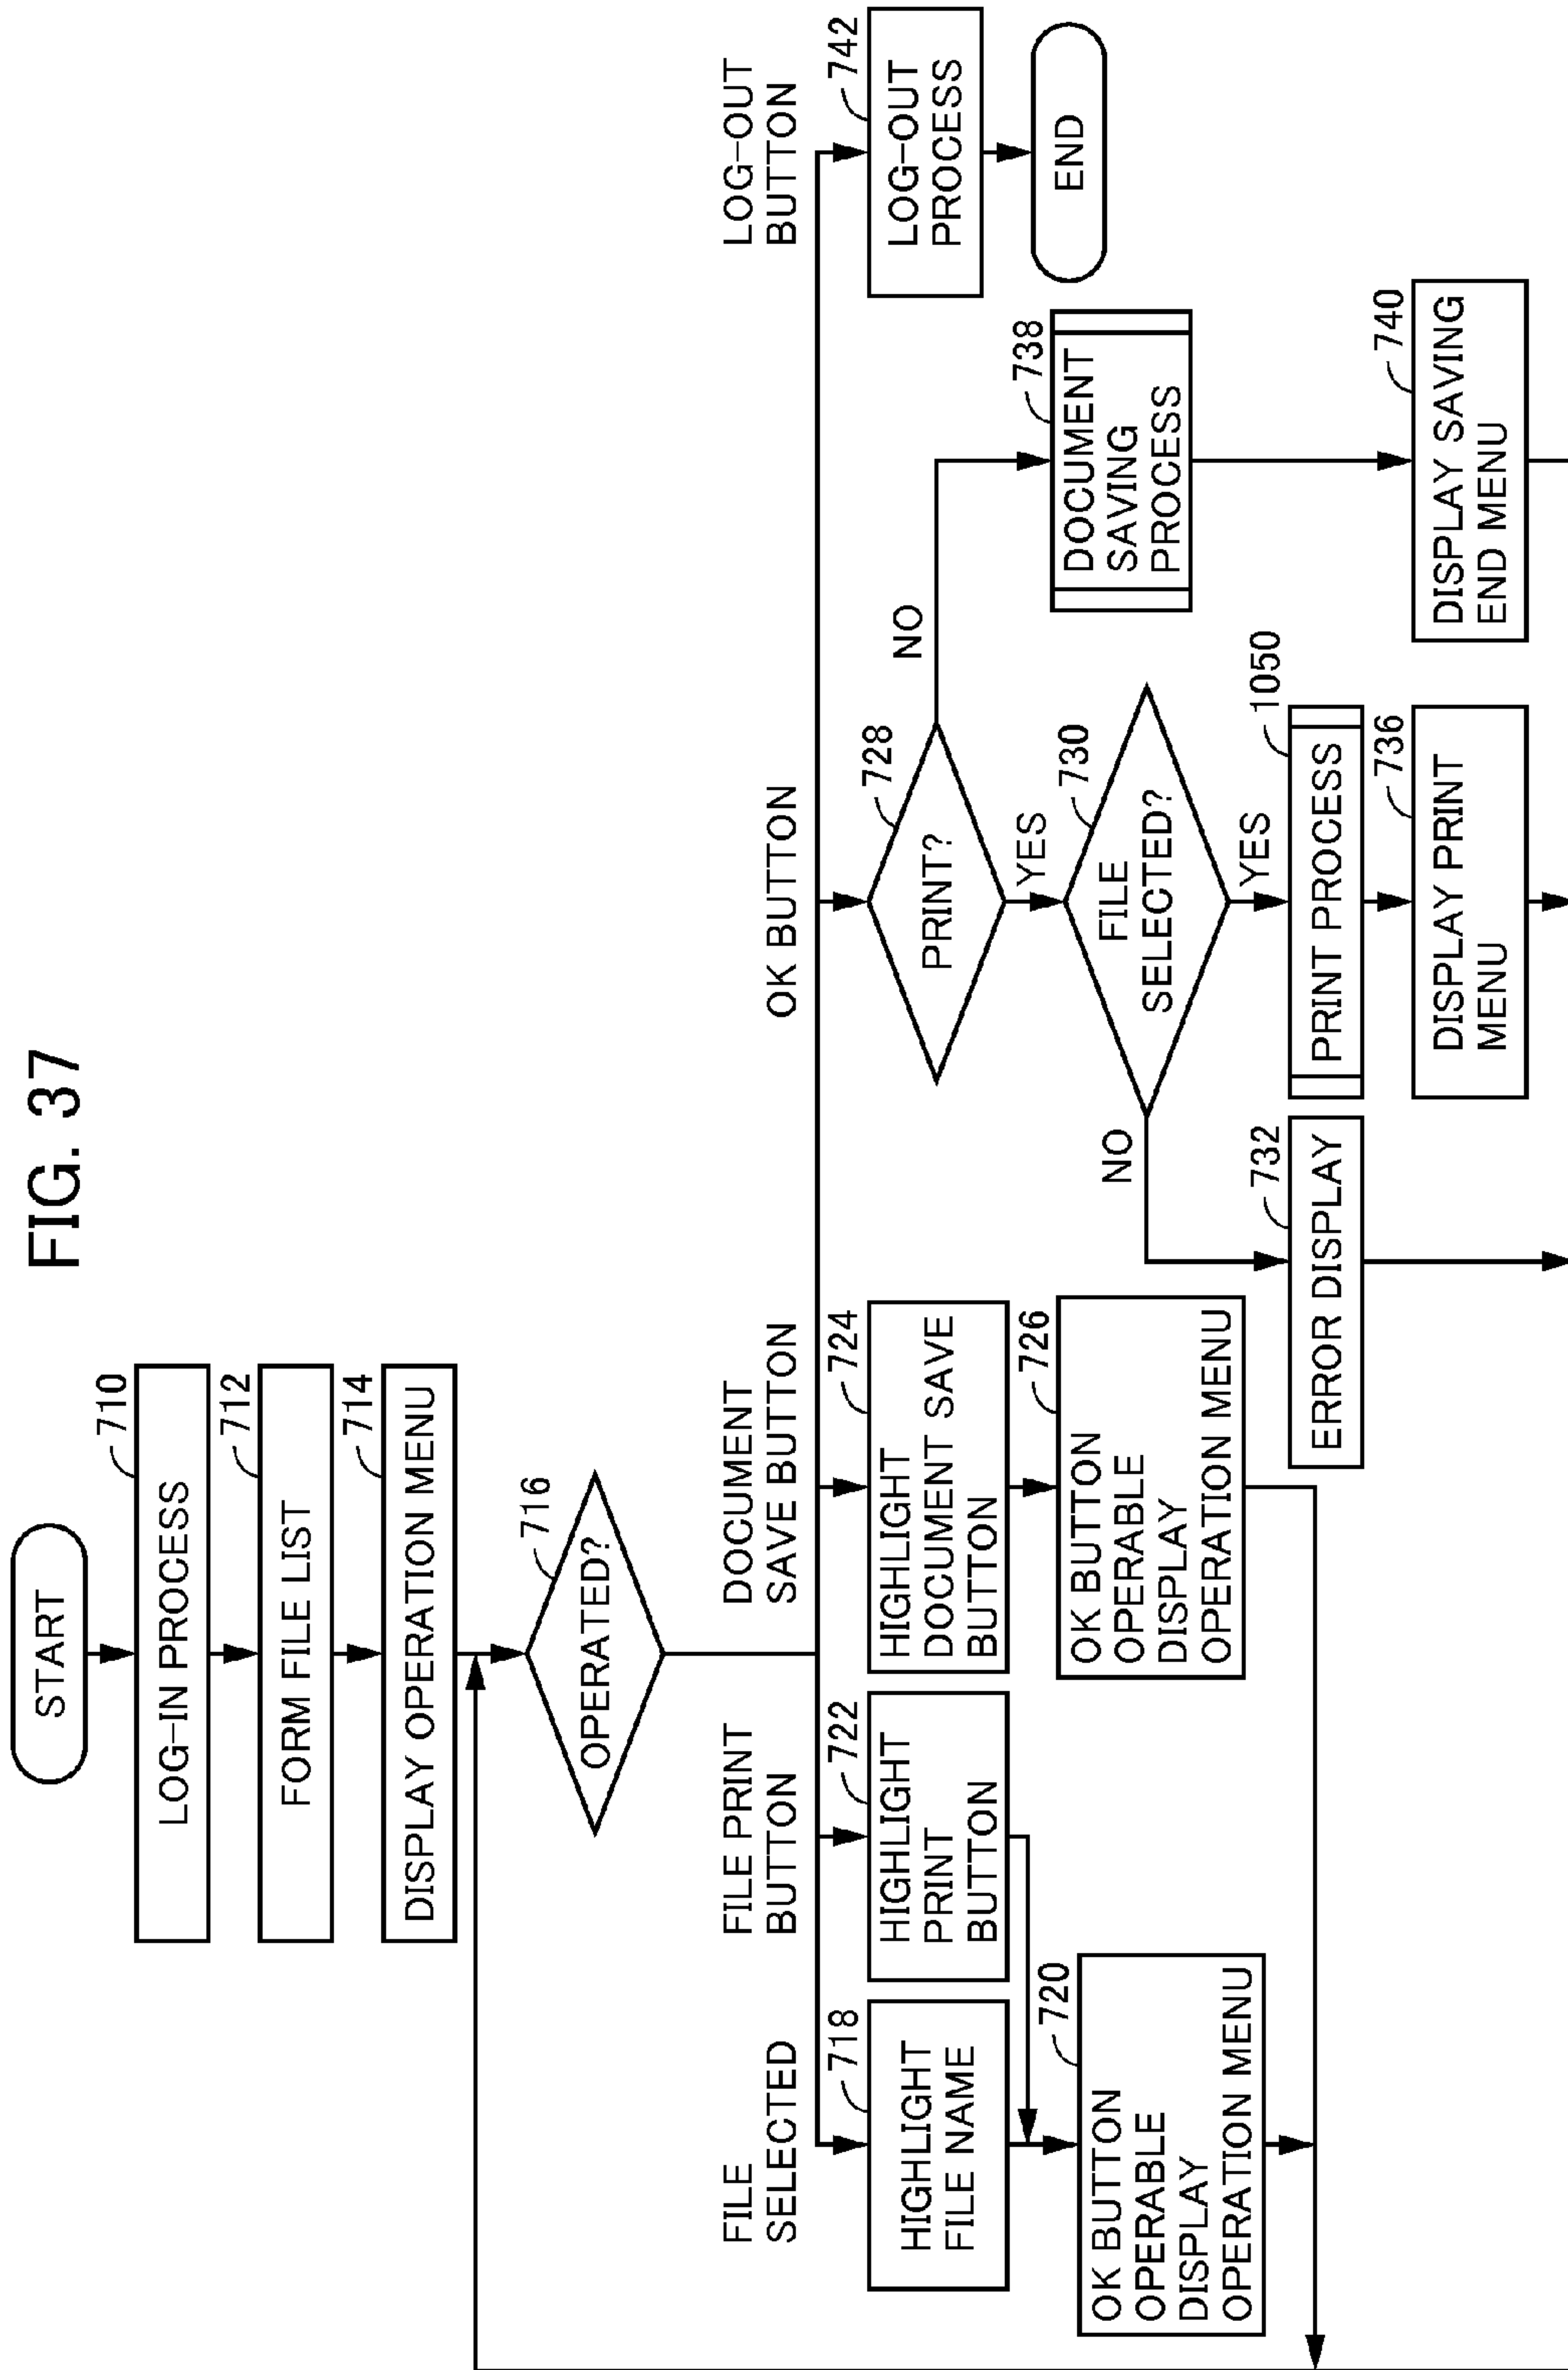 FIG. 37
START
710
LOG-IN PROCESS
712
FORM FILE LIST
714
DISPLAY OPERATION MENU
716
OPERATED?
FILE
SELECTED
FILE PRINT
BUTTON
DOCUMENT
SAVE BUTTON
OK BUTTON
LOG-OUT
BUTTON
718
HIGHLIGHT
FILE NAME
722
HIGHLIGHT
PRINT
BUTTON
724
HIGHLIGHT
DOCUMENT SAVE
BUTTON
728
PRINT?
NO
YES
742
LOG-OUT
PROCESS
END
720
OK BUTTON
OPERABLE
DISPLAY
OPERATION MENU
726
OK BUTTON
OPERABLE
DISPLAY
OPERATION MENU
730
FILE
SELECTED?
NO
YES
738
DOCUMENT
SAVING
PROCESS
732
ERROR DISPLAY
1050
PRINT PROCESS
736
DISPLAY PRINT
MENU
740
DISPLAY SAVING
END MENU